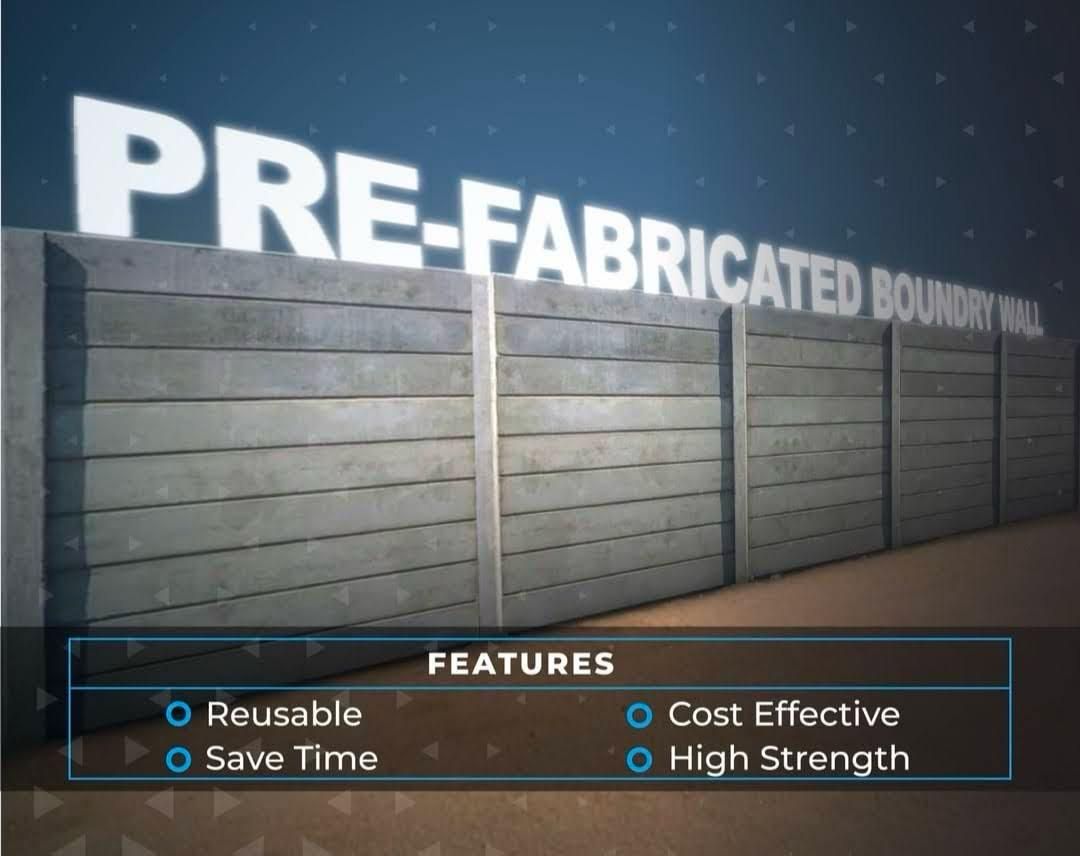 PRE-FABRICATED BOUNDRY WALL
FEATURES
Reusable
Cost Effective
Save Time
High Strength